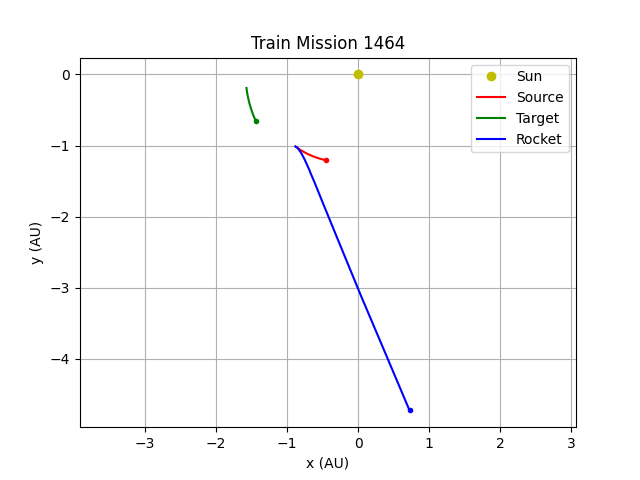 Train Mission 1464
Sun
Source
Target
Rocket
0
−1
−2
−3
−4
y (AU)
−3
−2
−1
0
1
2
3
x (AU)